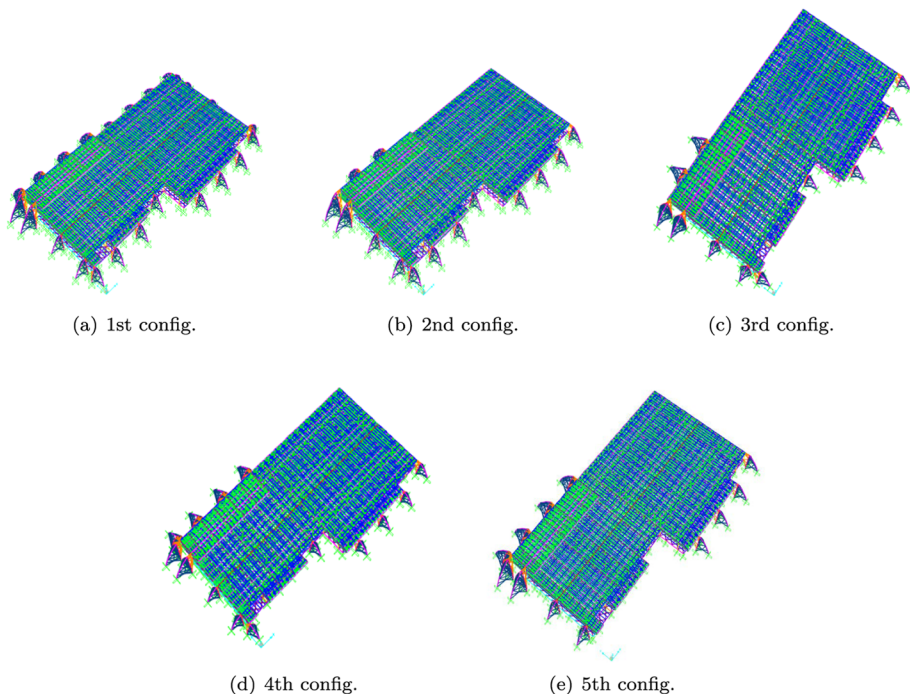 (a) 1st config.
(b) 2nd config.
(c) 3rd config.
(d) 4th config.
(e) 5th config.